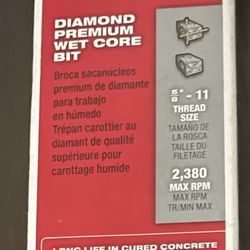 DIAMOND
PREMIUM
WET CORE
BIT
Broca sacanúcleos
premium de diamante
para trabajo
en húmedo
Trépan carottier au
diamant de qualité
supérieure pour
carottage humide
5/8" - 11
THREAD
SIZE
TAMAÑO DE
LA ROSCA
TAILLE DU
FILETAGE
2,380
MAX RPM
MAX RPM
TR/MIN MAX
LONG LIFE IN CURED CONCRETE